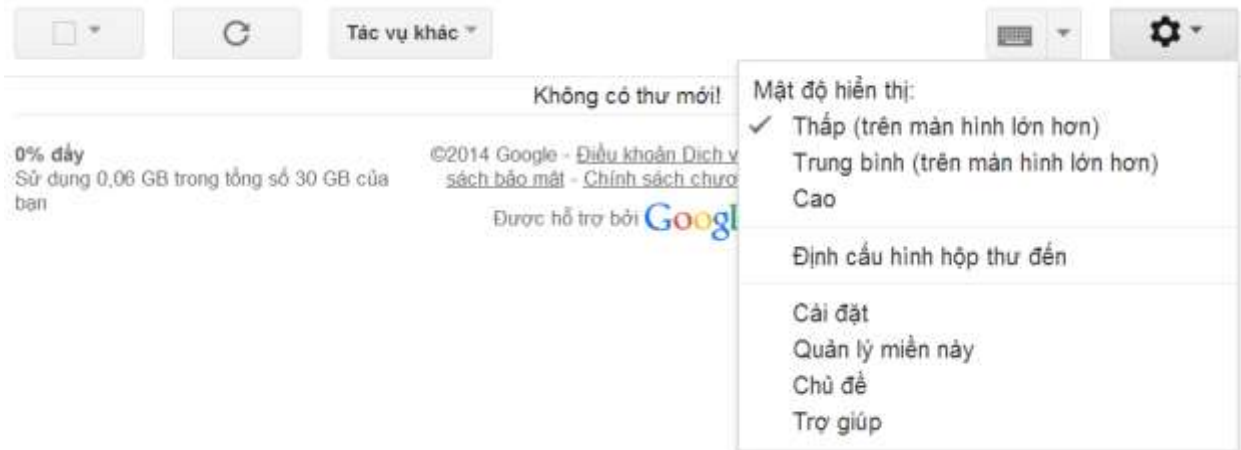 Tác vụ khác
Không có thư mới!
0% đầy
Sử dụng 0,06 GB trong tổng số 30 GB của
bạn
©2014 Google - Điều khoản Dịch v
sách bảo mật - Chính sách chươ
Được hỗ trợ bởi Googl
Mật độ hiển thị:
✓ Thấp (trên màn hình lớn hơn)
Trung bình (trên màn hình lớn hơn)
Cao
Định cấu hình hộp thư đến
Cài đặt
Quản lý miền này
Chủ đề
Trợ giúp